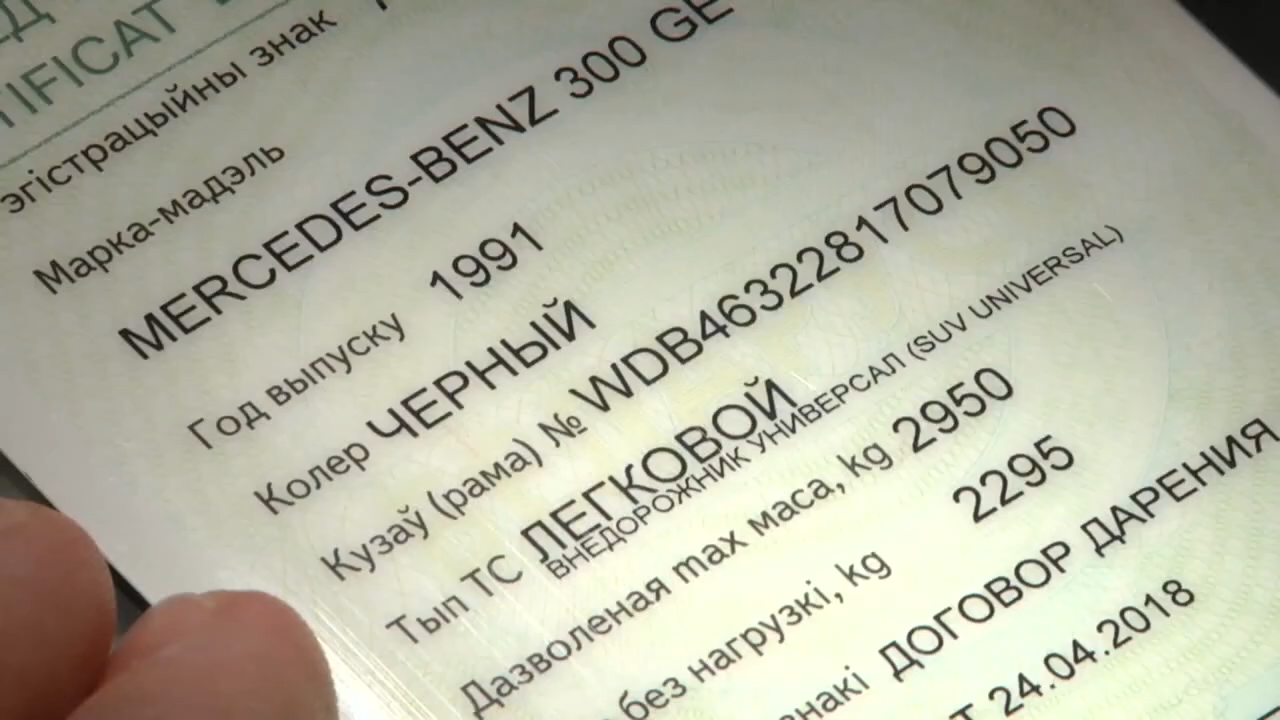 TIFICAT
эгістрацыйны знак
Марка-мадэль
MERCEDES-BENZ 300 GE
Год выпуску 1991
Колер ЧЕРНЫЙ
Кузаў (рама) № WDB46322817079050
Тып ТС ЛЕГКОВОЙ
ВНЕДОРОЖНИК УНИВЕРСАЛ (SUV UNIVERSAL)
Дазволеная max маса, kg 2950
без нагрузкі, kg 2295
знакі ДОГОВОР ДАРЕНИЯ
Т 24.04.2018